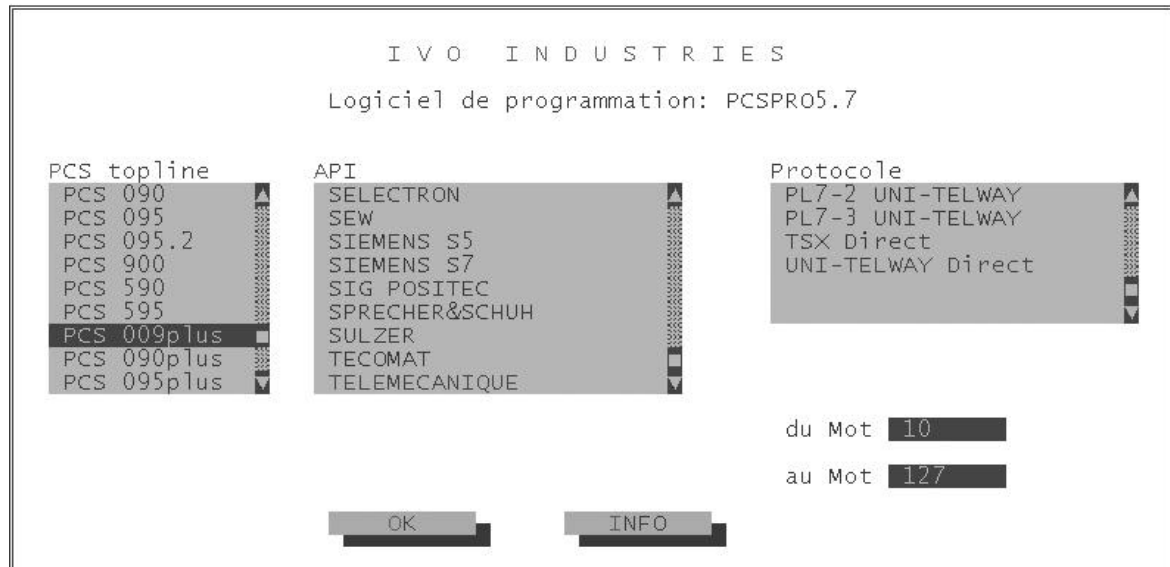 IVO INDUSTRIES
Logiciel de programmation: PCSPRO5.7
PCS topline
PCS 090
PCS 095
PCS 095.2
PCS 900
PCS 590
PCS 595
PCS 009plus
PCS 090plus
PCS 095plus
API
SELECTRON
SEW
SIEMENS S5
SIEMENS S7
SIG POSITEC
SPRECHER&SCHUH
SULZER
TECOMAT
TELEMECANIQUE
Protocole
PL7-2 UNI-TELWAY
PL7-3 UNI-TELWAY
TSX Direct
UNI-TELWAY Direct
du Mot 10
au Mot 127
OK INFO